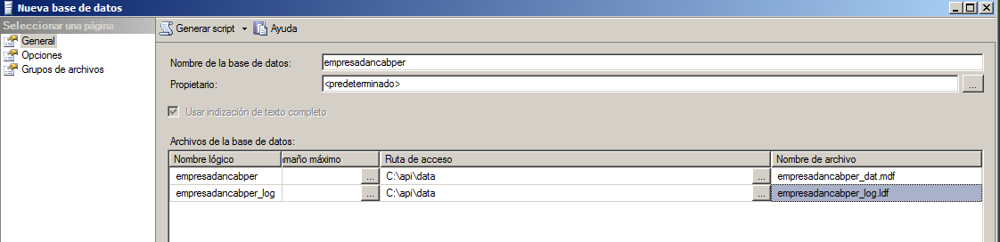 Nueva base de datos
Seleccionar una página
General
Opciones
Grupos de archivos
Generar script
Ayuda
Nombre de la base de datos: empresadancabper
Propietario: <predeterminado> ...
Usar indización de texto completo
Archivos de la base de datos:
Nombre lógico maño máximo Ruta de acceso Nombre de archivo
empresadancabper ... C:\api\data ... empresadancabper_dat.mdf
empresadancabper_log ... C:\api\data ... empresadancabper_log.ldf